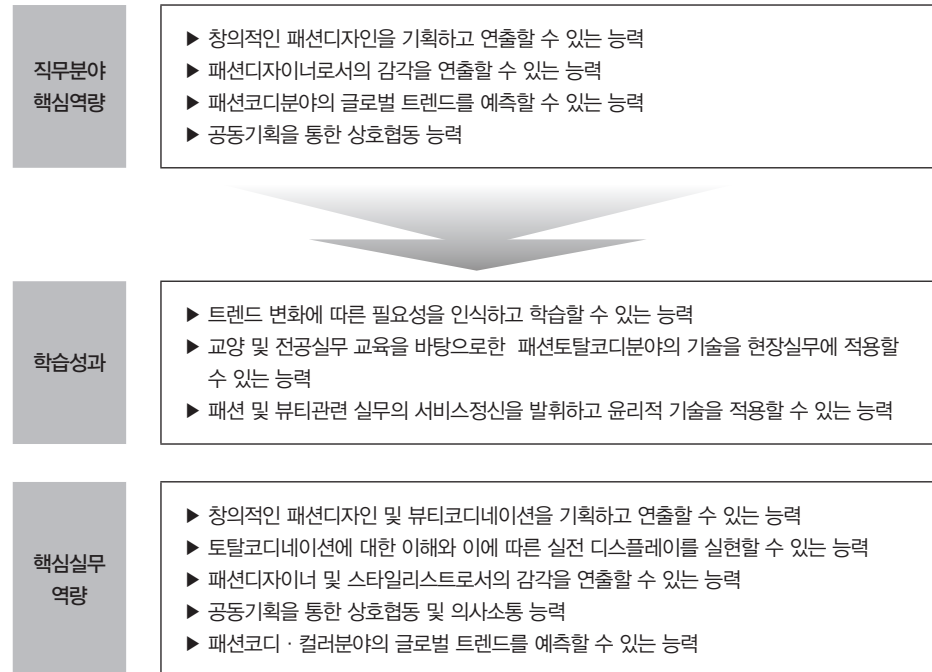 직무분야
핵심역량
▶ 창의적인 패션디자인을 기획하고 연출할 수 있는 능력
▶ 패션디자이너로서의 감각을 연출할 수 있는 능력
▶ 패션코디분야의 글로벌 트렌드를 예측할 수 있는 능력
▶ 공동기획을 통한 상호협동 능력
학습성과
▶ 트렌드 변화에 따른 필요성을 인식하고 학습할 수 있는 능력
▶ 교양 및 전공실무 교육을 바탕으로한 패션토탈코디분야의 기술을 현장실무에 적용할
수 있는 능력
▶ 패션 및 뷰티관련 실무의 서비스정신을 발휘하고 윤리적 기술을 적용할 수 있는 능력
핵심실무
역량
▶ 창의적인 패션디자인 및 뷰티코디네이션을 기획하고 연출할 수 있는 능력
▶ 토탈코디네이션에 대한 이해와 이에 따른 실전 디스플레이를 실현할 수 있는 능력
▶ 패션디자이너 및 스타일리스트로서의 감각을 연출할 수 있는 능력
▶ 공동기획을 통한 상호협동 및 의사소통 능력
▶ 패션코디 · 컬러분야의 글로벌 트렌드를 예측할 수 있는 능력